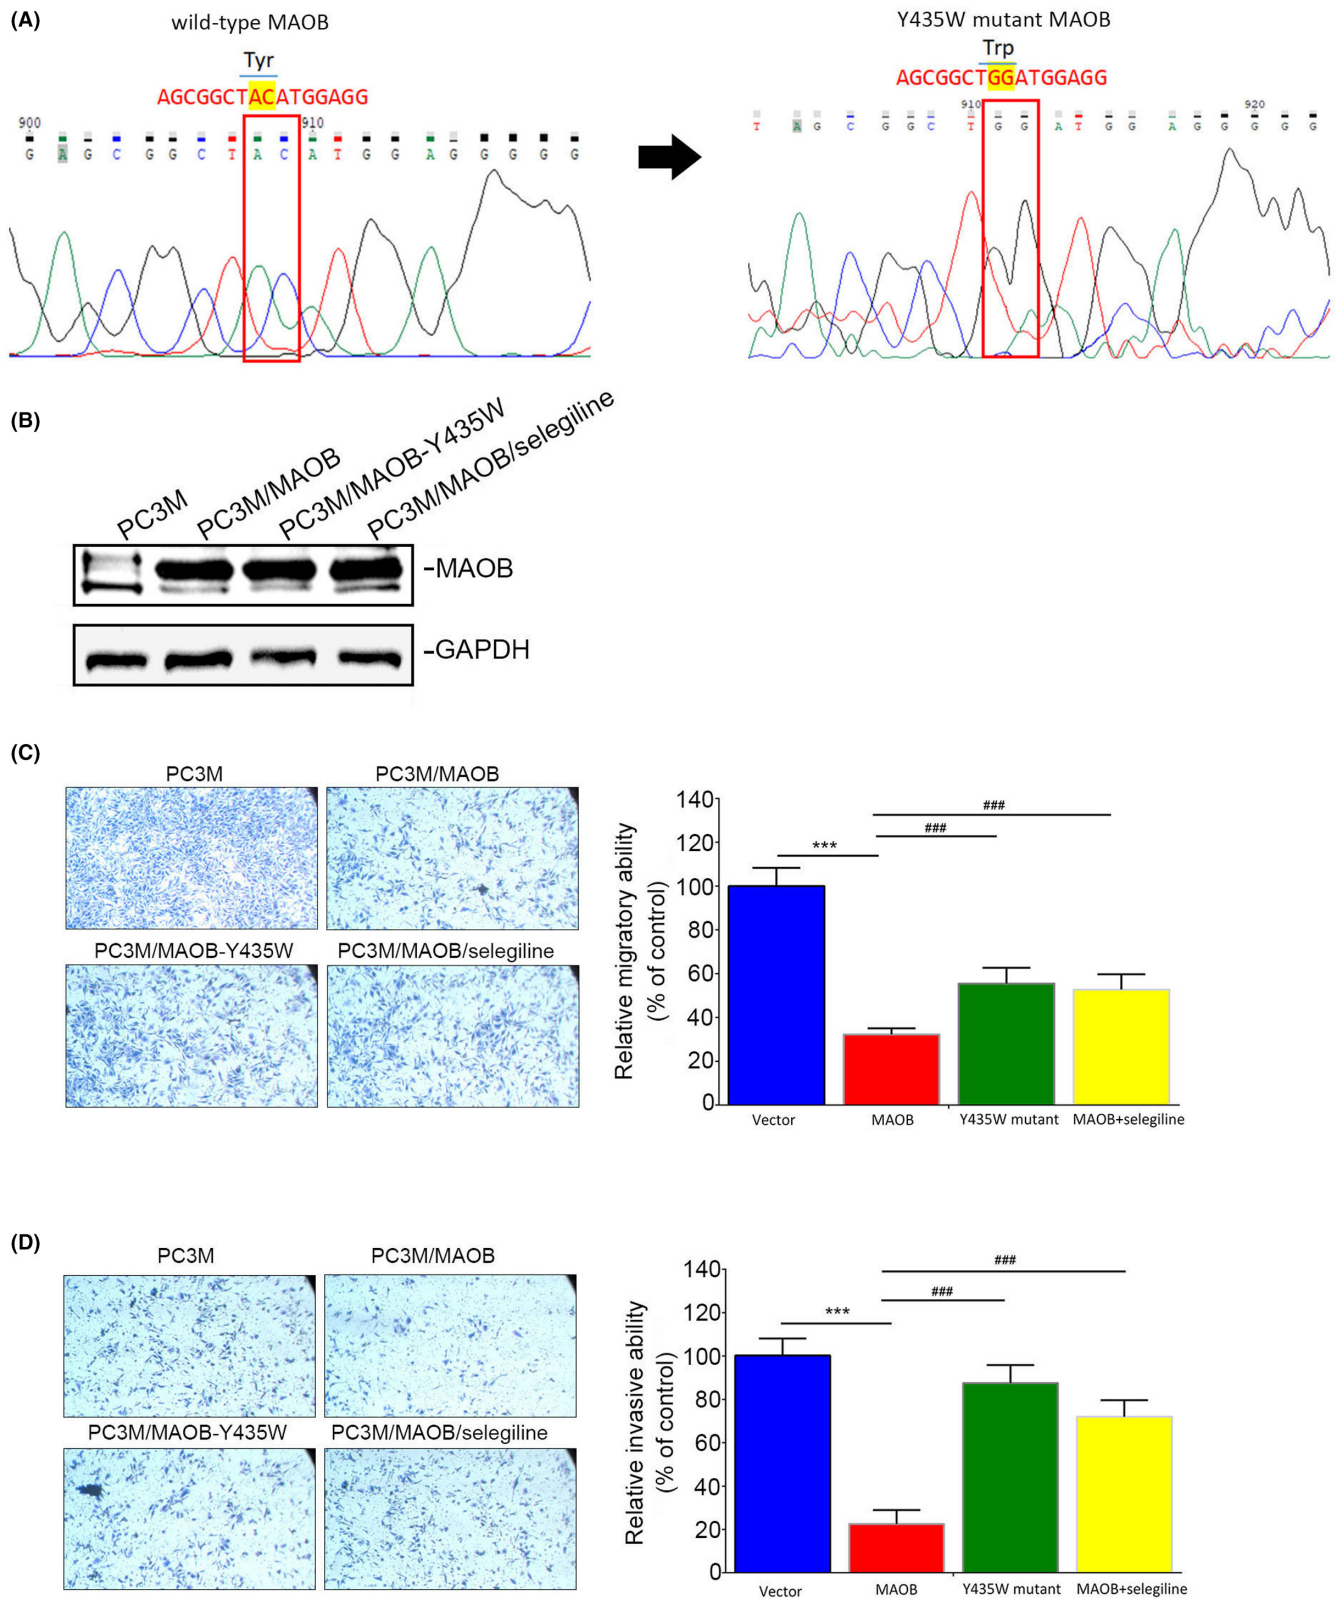 (A)
wild-type MAOB
Tyr
AGCGGCTACATGGAGG
900
910
G A G C G G C T A C A T G G A G G G G G
Y435W mutant MAOB
Trp
AGCGGCTGGATGGAGG
910
920
T A G C G G C T G G A T G G A G G G G G
(B)
PC3M
PC3M/MAOB
PC3M/MAOB-Y435W
PC3M/MAOB/selegiline
-MAOB
-GAPDH
(C)
PC3M
PC3M/MAOB
PC3M/MAOB-Y435W
PC3M/MAOB/selegiline
Relative migratory ability
(% of control)
140
120
100
80
60
40
20
0
***
###
###
Vector
MAOB
Y435W mutant
MAOB+selegiline
(D)
PC3M
PC3M/MAOB
PC3M/MAOB-Y435W
PC3M/MAOB/selegiline
Relative invasive ability
(% of control)
140
120
100
80
60
40
20
0
***
###
###
Vector
MAOB
Y435W mutant
MAOB+selegiline